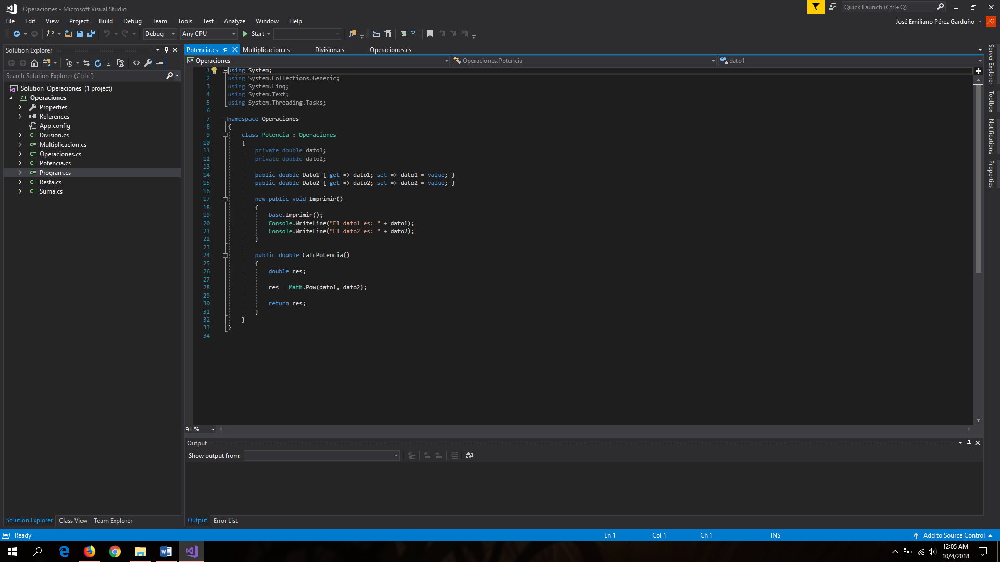 Operaciones - Microsoft Visual Studio
Quick Launch (Ctrl+Q)
File Edit View Project Build Debug Team Tools Test Analyze Window Help
José Emiliano Pérez Garduño JG
Debug Any CPU Start
Solution Explorer
Potencia.cs Multiplicacion.cs Division.cs Operaciones.cs
Operaciones Operaciones.Potencia dato1
Search Solution Explorer (Ctrl+´)
Solution 'Operaciones' (1 project)
Operaciones
Properties
References
App.config
Division.cs
Multiplicacion.cs
Operaciones.cs
Potencia.cs
Program.cs
Resta.cs
Suma.cs
1 using System;
2 using System.Collections.Generic;
3 using System.Linq;
4 using System.Text;
5 using System.Threading.Tasks;
6
7 namespace Operaciones
8 {
9 class Potencia : Operaciones
10 {
11 private double dato1;
12 private double dato2;
13
14 public double Dato1 { get => dato1; set => dato1 = value; }
15 public double Dato2 { get => dato2; set => dato2 = value; }
16
17 new public void Imprimir()
18 {
19 base.Imprimir();
20 Console.WriteLine("El dato1 es: " + dato1);
21 Console.WriteLine("El dato2 es: " + dato2);
22 }
23
24 public double CalcPotencia()
25 {
26 double res;
27
28 res = Math.Pow(dato1, dato2);
29
30 return res;
31 }
32 }
33 }
34
Server Explorer
Toolbox
Notifications
Properties
91 %
Output
Show output from:
Solution Explorer Class View Team Explorer
Output Error List
Ready Ln 1 Col 1 Ch 1 INS Add to Source Control
12:05 AM
10/4/2018